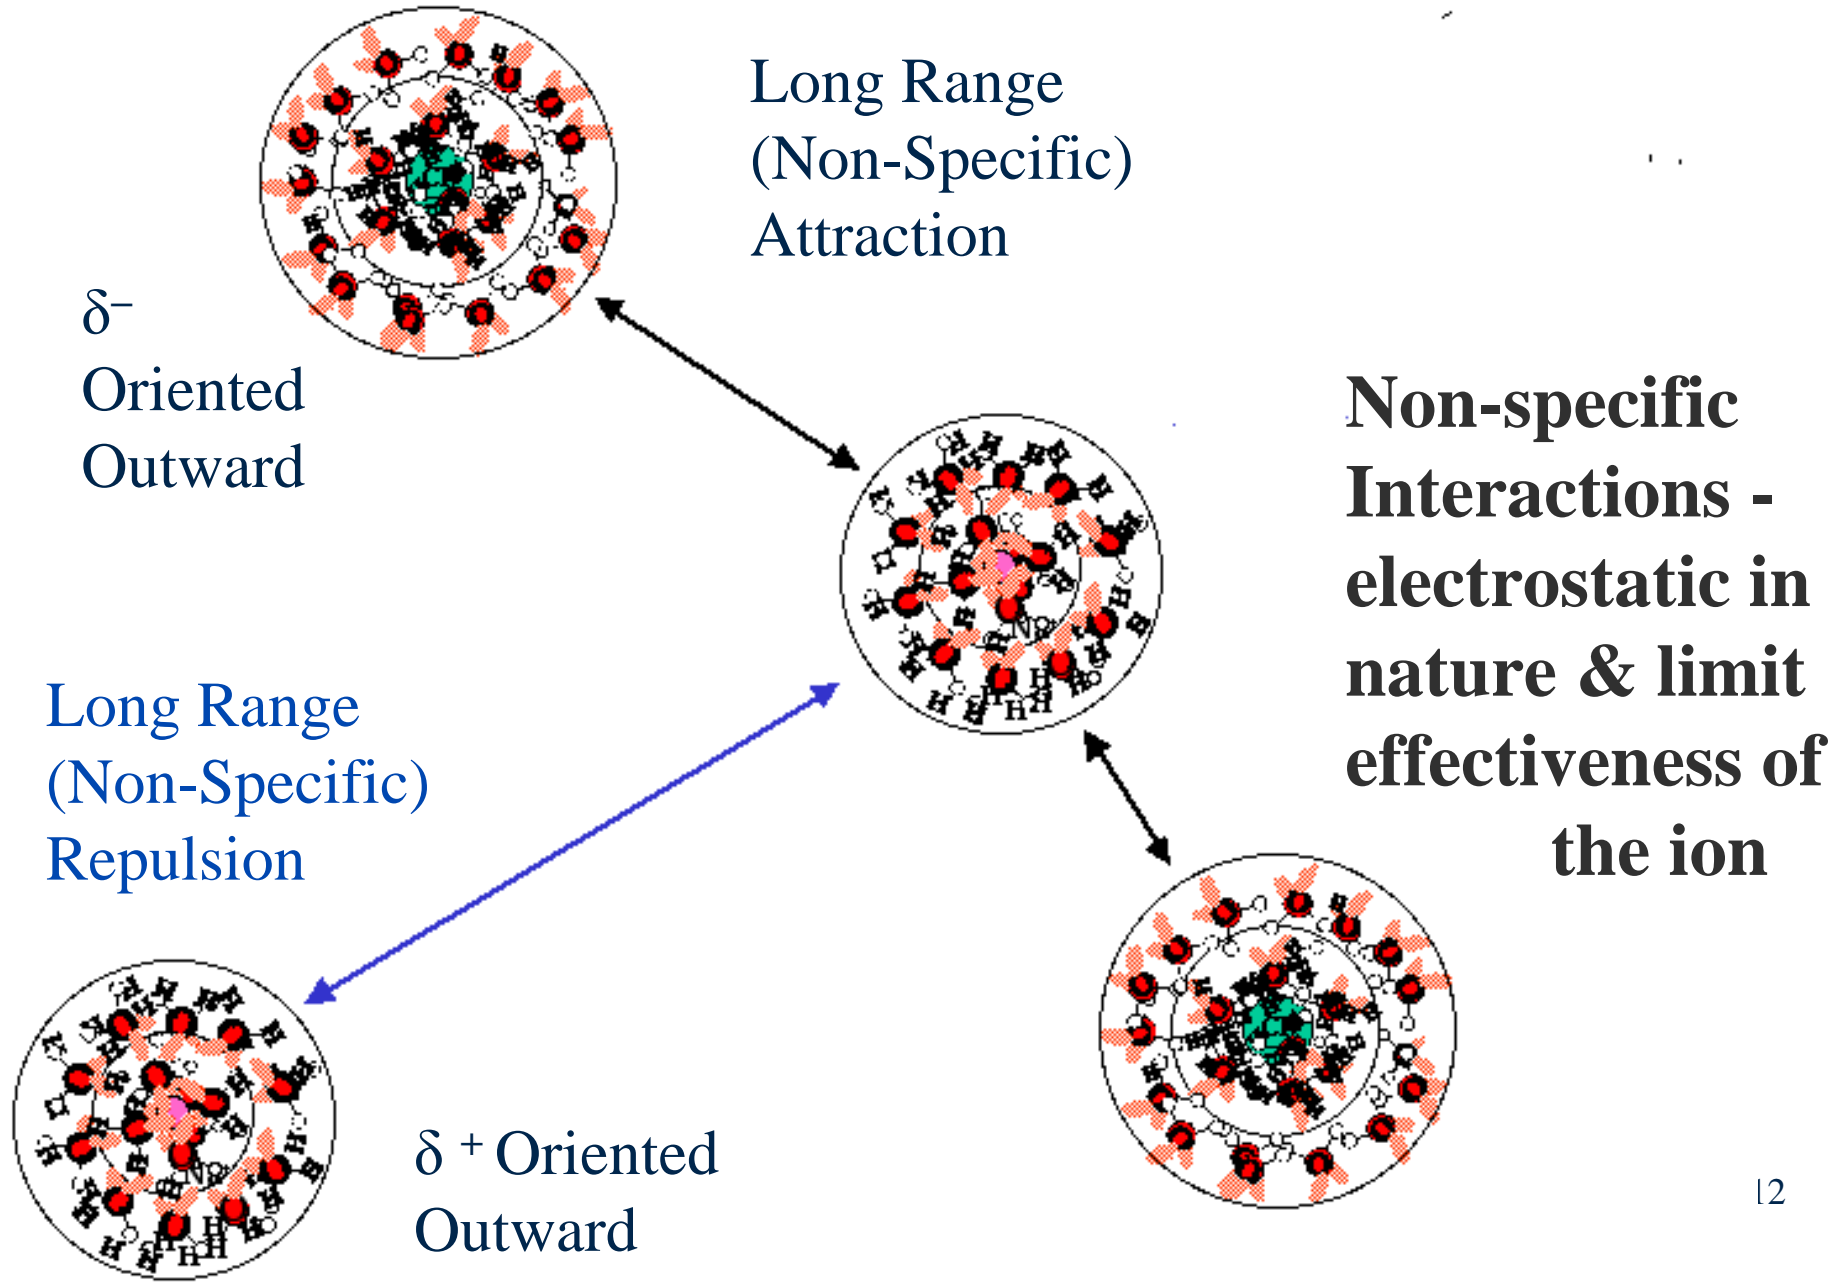 Long Range
(Non-Specific)
Attraction
δ–
Oriented
Outward
Non-specific
Interactions -
electrostatic in
nature & limit
effectiveness of
the ion
Long Range
(Non-Specific)
Repulsion
δ + Oriented
Outward
12